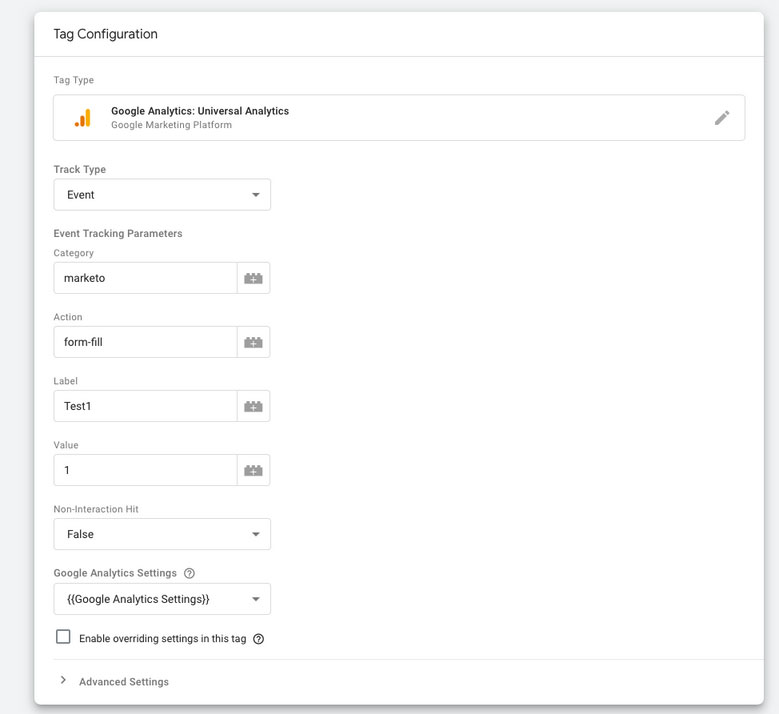 Tag Configuration
Tag Type
Google Analytics: Universal Analytics
Google Marketing Platform
Track Type
Event
Event Tracking Parameters
Category
marketo
Action
form-fill
Label
Test1
Value
1
Non-Interaction Hit
False
Google Analytics Settings
{{Google Analytics Settings}}
Enable overriding settings in this tag
Advanced Settings